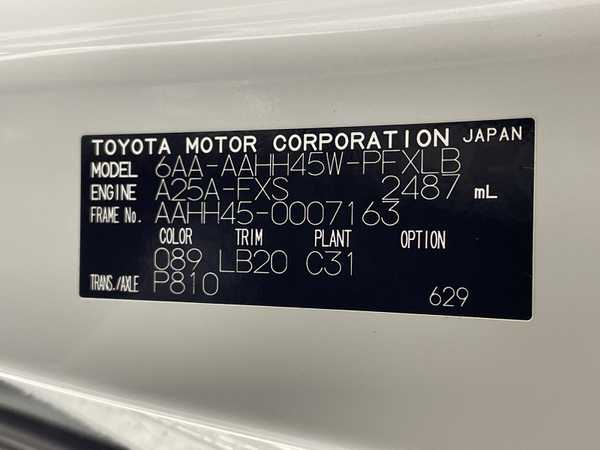 TOYOTA MOTOR CORPORATION JAPAN
MODEL 6AA-AAHH45W-PFXLB
ENGINE A25A-FXS 2487 mL
FRAME No. AAHH45-0007163
COLOR TRIM PLANT OPTION
089 LB20 C31
TRANS./AXLE P810
629